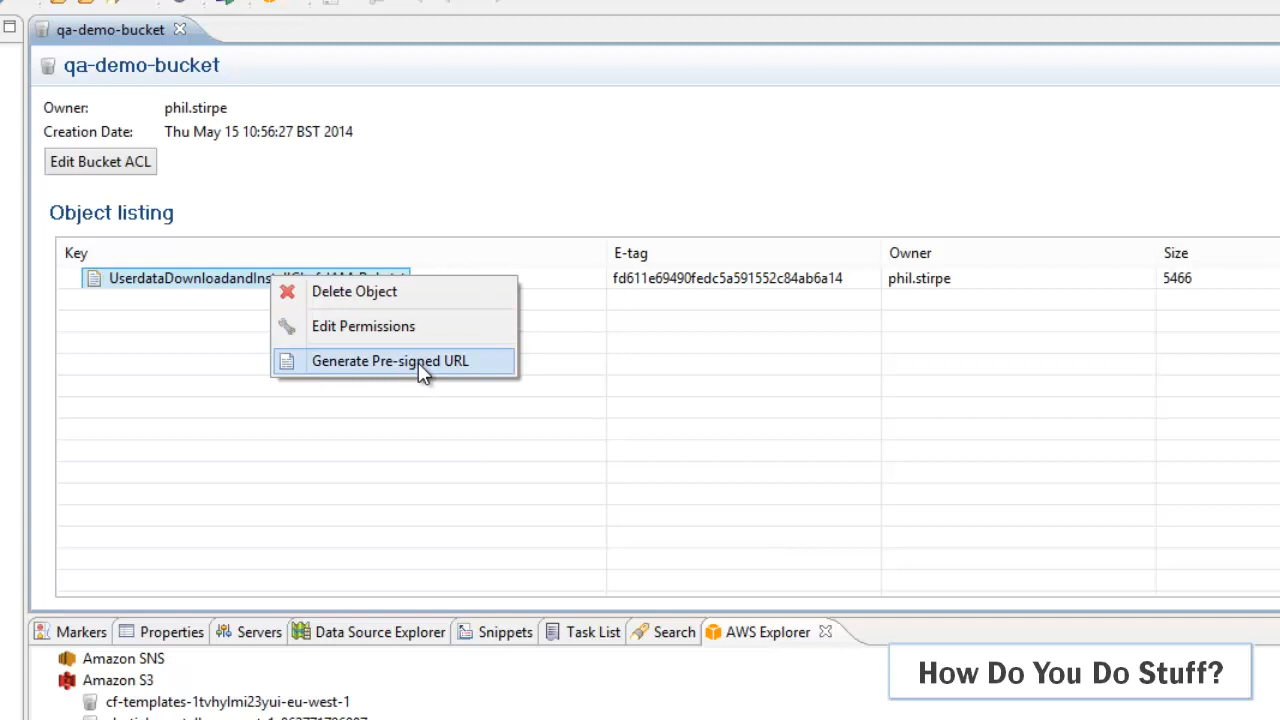 qa-demo-bucket
qa-demo-bucket
Owner: phil.stirpe
Creation Date: Thu May 15 10:56:27 BST 2014
Edit Bucket ACL
Object listing
Key E-tag Owner Size
fd611e69490fedc5a591552c84ab6a14 phil.stirpe 5466
Delete Object
Edit Permissions
Generate Pre-signed URL
Markers Properties Servers Data Source Explorer Snippets Task List Search AWS Explorer
Amazon SNS
Amazon S3
cf-templates-1tvhylmi23yui-eu-west-1
How Do You Do Stuff?